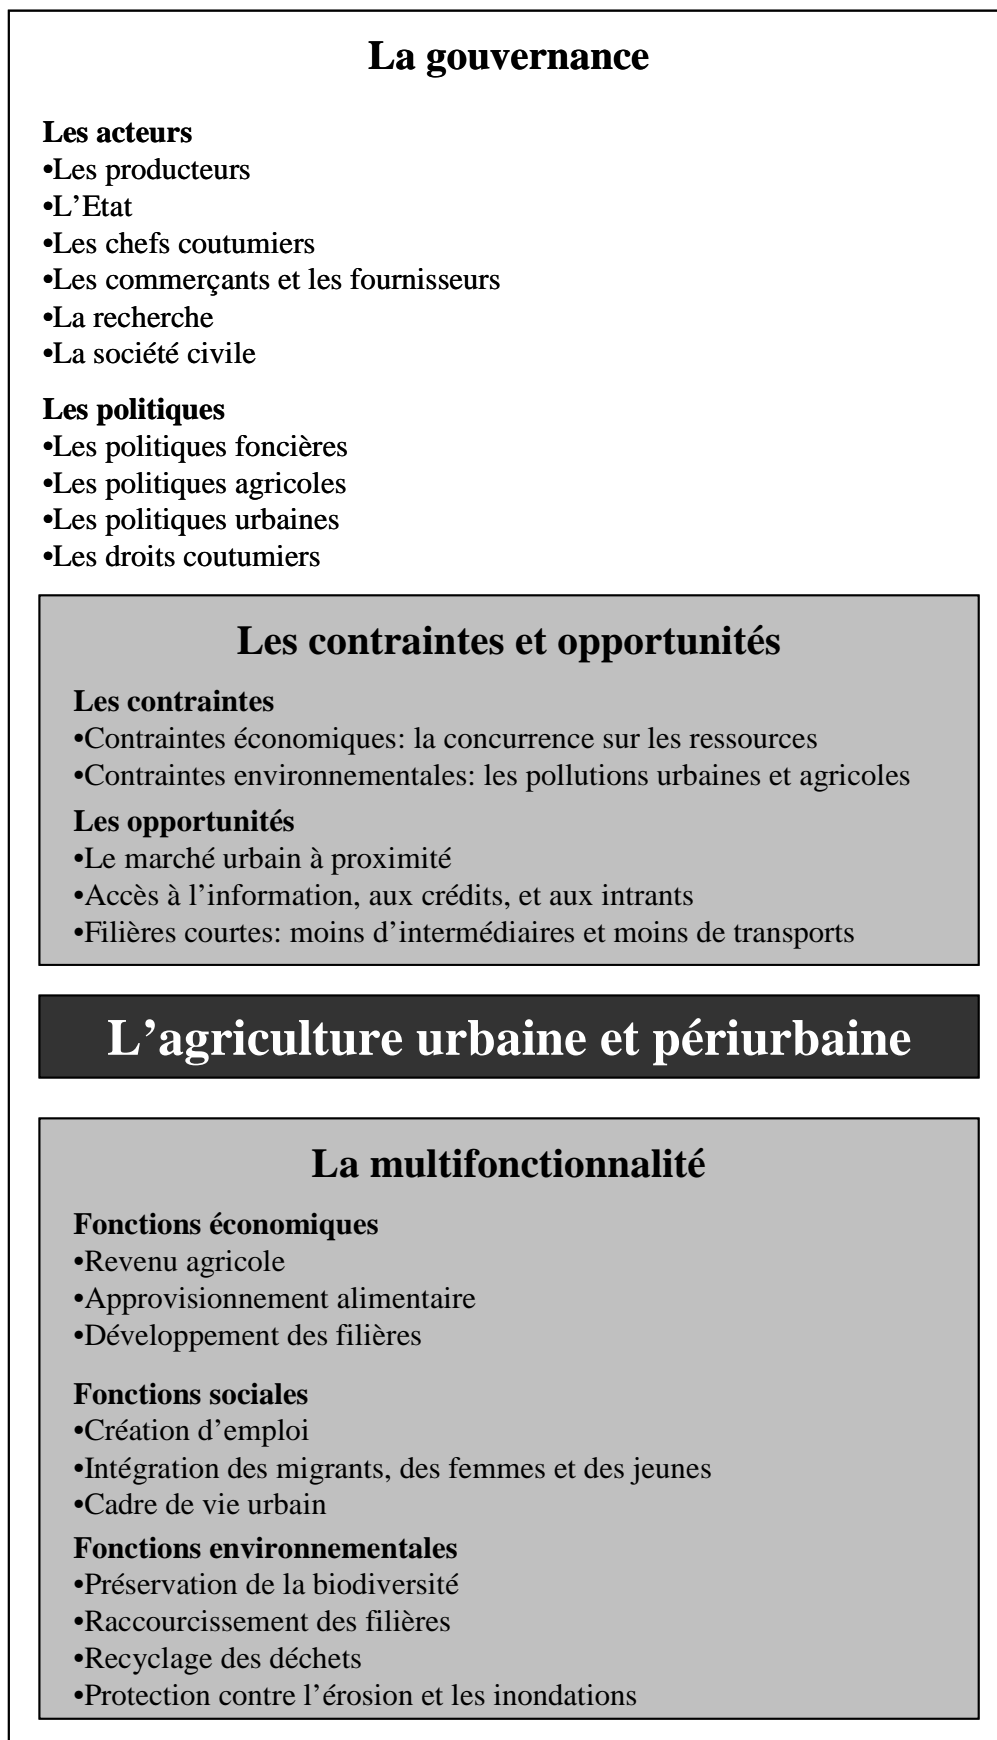 La gouvernance
Les acteurs
•Les producteurs
•L’Etat
•Les chefs coutumiers
•Les commerçants et les fournisseurs
•La recherche
•La société civile
Les politiques
•Les politiques foncières
•Les politiques agricoles
•Les politiques urbaines
•Les droits coutumiers
Les contraintes et opportunités
Les contraintes
•Contraintes économiques: la concurrence sur les ressources
•Contraintes environnementales: les pollutions urbaines et agricoles
Les opportunités
•Le marché urbain à proximité
•Accès à l’information, aux crédits, et aux intrants
•Filières courtes: moins d’intermédiaires et moins de transports
L’agriculture urbaine et périurbaine
La multifonctionnalité
Fonctions économiques
•Revenu agricole
•Approvisionnement alimentaire
•Développement des filières
Fonctions sociales
•Création d’emploi
•Intégration des migrants, des femmes et des jeunes
•Cadre de vie urbain
Fonctions environnementales
•Préservation de la biodiversité
•Raccourcissement des filières
•Recyclage des déchets
•Protection contre l’érosion et les inondations